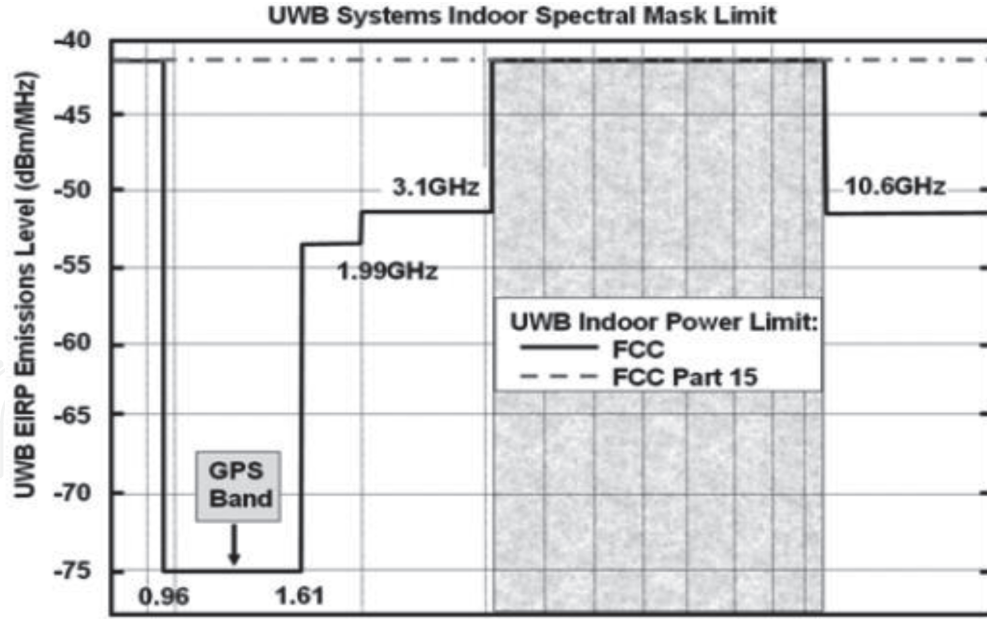 UWB Systems Indoor Spectral Mask Limit
UWB EIRP Emissions Level (dBm/MHz)
-40
-45
-50
-55
-60
-65
-70
-75
3.1GHz
10.6GHz
1.99GHz
UWB Indoor Power Limit:
FCC
FCC Part 15
GPS
Band
0.96
1.61